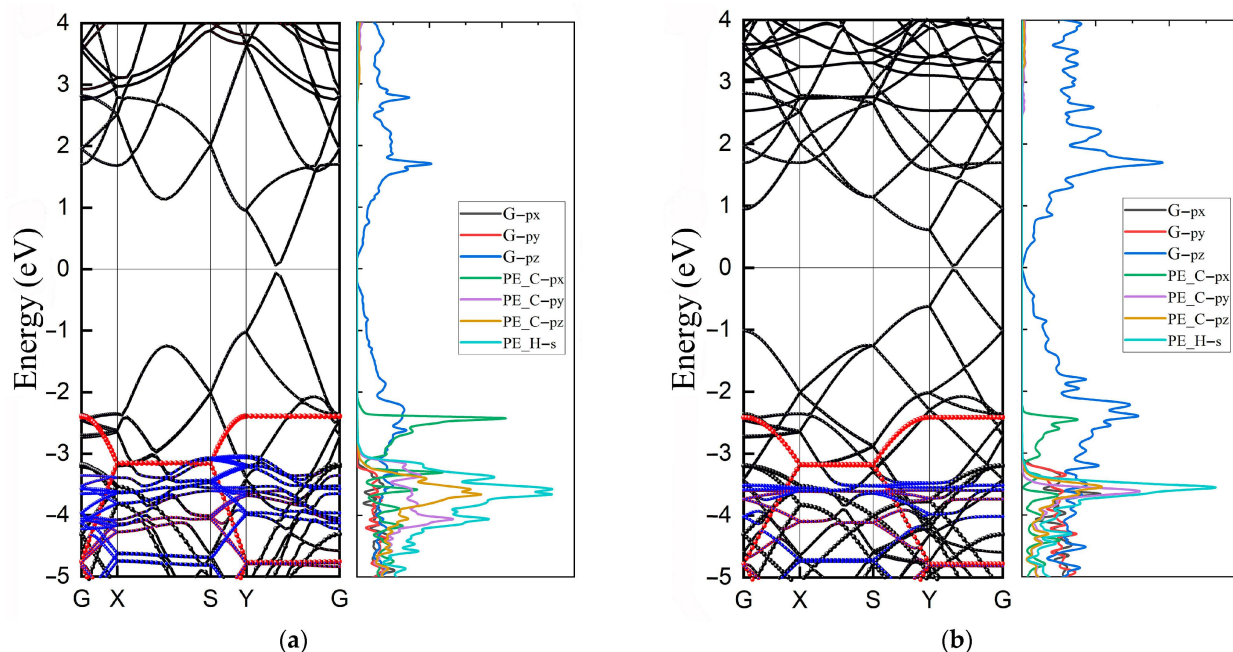 4
3
2
1
0
−1
−2
−3
−4
−5
Energy (eV)
G X S Y G
G−px
G−py
G−pz
PE_C−px
PE_C−py
PE_C−pz
PE_H−s
(a)
4
3
2
1
0
−1
−2
−3
−4
−5
Energy (eV)
G X S Y G
G−px
G−py
G−pz
PE_C−px
PE_C−py
PE_C−pz
PE_H−s
(b)